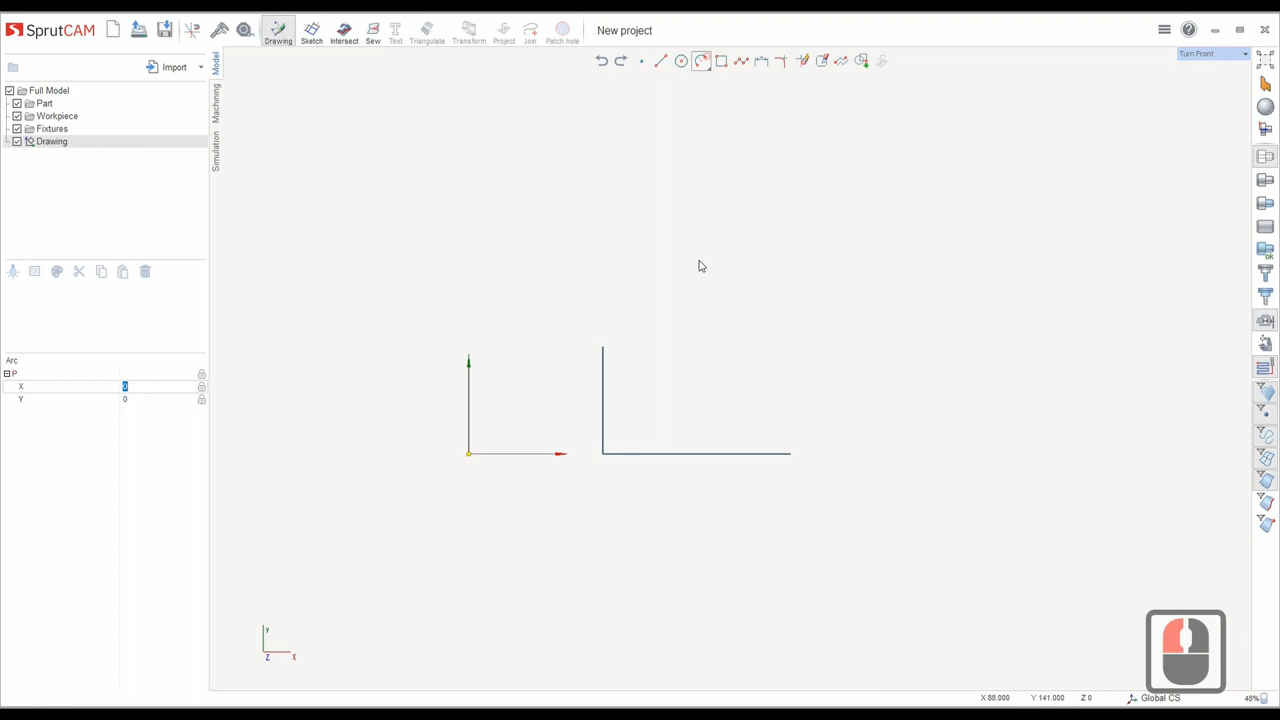 SprutCAM
Drawing
Sketch
Intersect
Sew
Text
Triangulate
Transform
Project
Join
Patch hole
New project
Import
Model
Machining
Simulation
Turn Front
Full Model
Part
Workpiece
Fixtures
Drawing
Arc
P
X 0
Y 0
Y
Z X
X 88.000 Y 141.000 Z 0 Global CS 48%